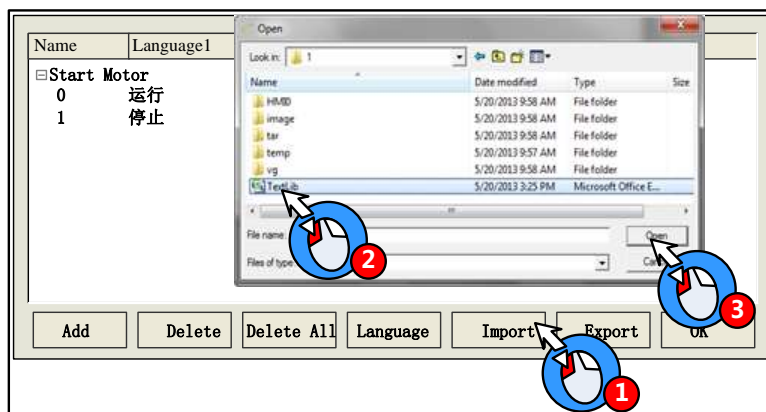 Name Language1
Open
Look in: 1
Name Date modified Type Size
HMI0 5/20/2013 9:58 AM File folder
image 5/20/2013 9:58 AM File folder
tar 5/20/2013 9:58 AM File folder
temp 5/20/2013 9:57 AM File folder
vg 5/20/2013 9:58 AM File folder
TextLib 5/20/2013 3:25 PM Microsoft Office E...
File name: Open
Files of type
Start Motor
0 运行
1 停止
Add Delete Delete All Language Import Export OK
2
3
1